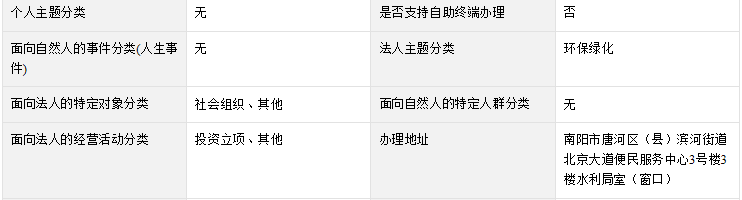 个人主题分类 无 是否支持自助终端办理 否
面向自然人的事件分类(人生事 无 法人主题分类 环保绿化
件)
面向法人的特定对象分类 社会组织、其他 面向自然人的特定人群分类 无
面向法人的经营活动分类 投资立项、其他 办理地址 南阳市唐河区（县）滨河街道
北京大道便民服务中心3号楼3
楼水利局室（窗口）